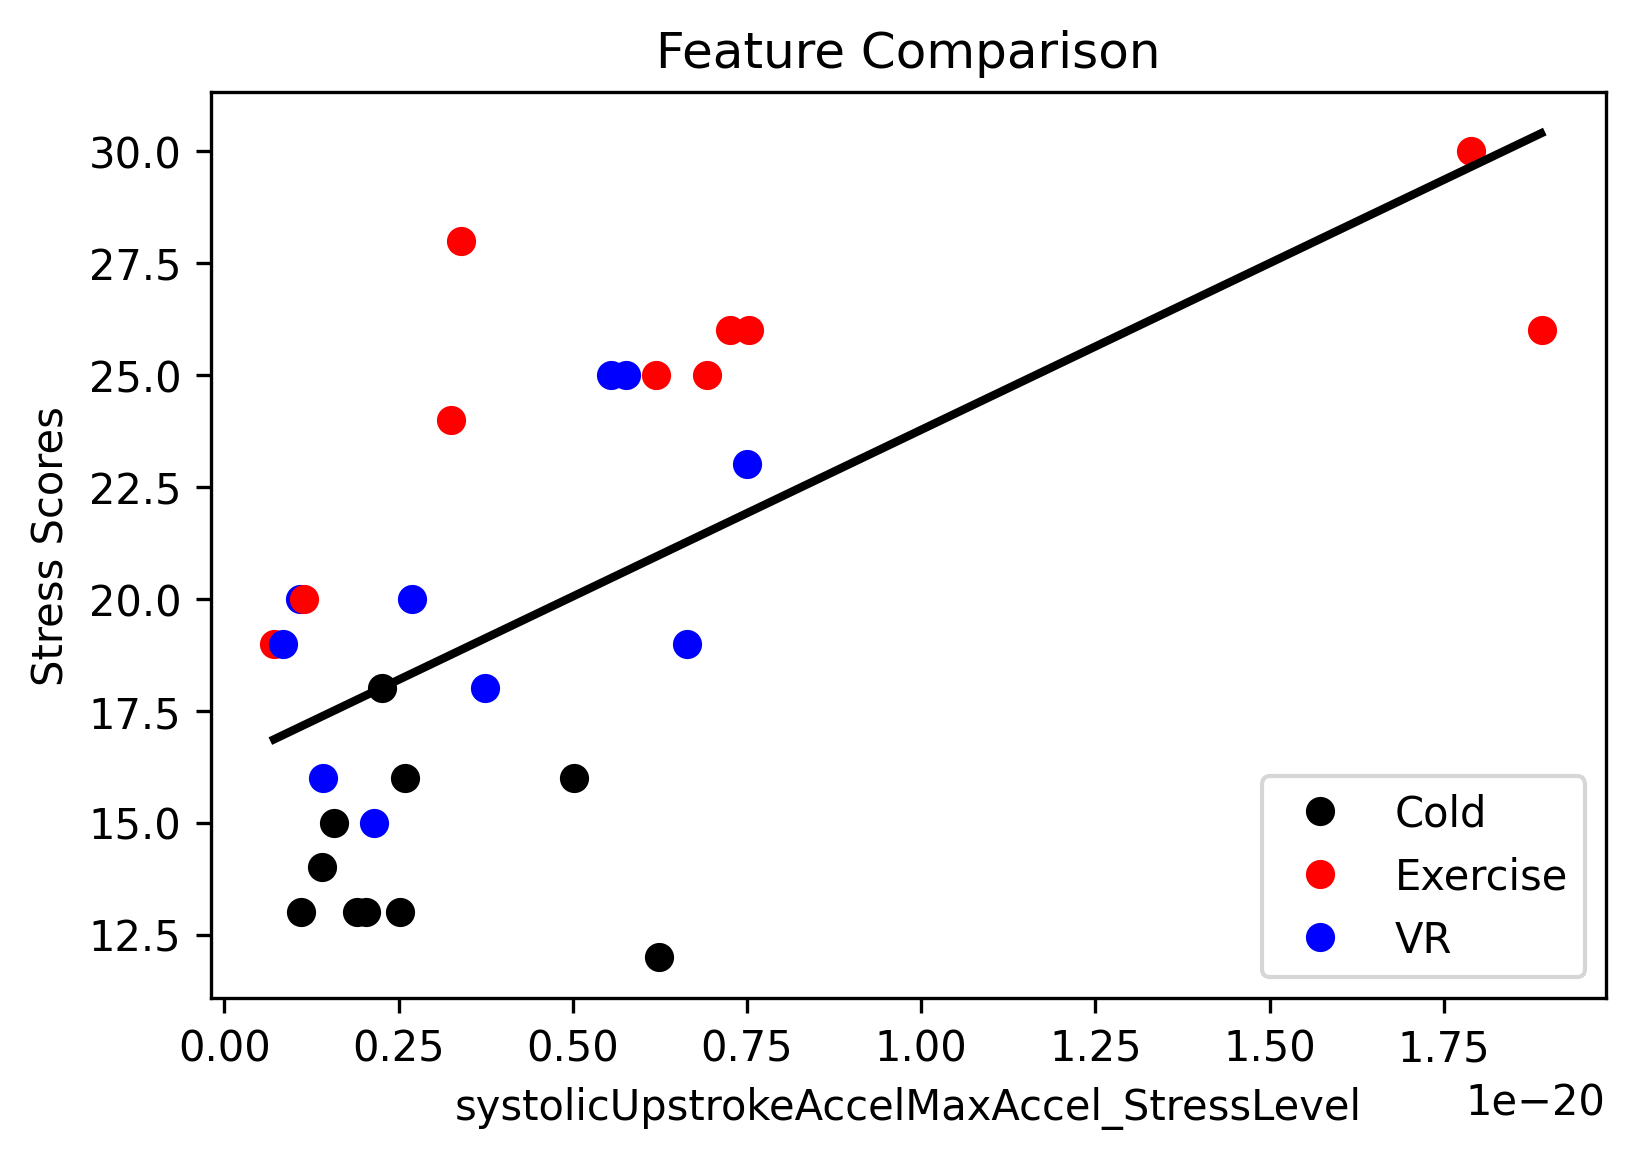 Feature Comparison
30.0
27.5
25.0
22.5
20.0
17.5
15.0
12.5
Stress Scores
Cold
Exercise
VR
0.00 0.25 0.50 0.75 1.00 1.25 1.50 1.75
1e−20
systolicUpstrokeAccelMaxAccel_StressLevel